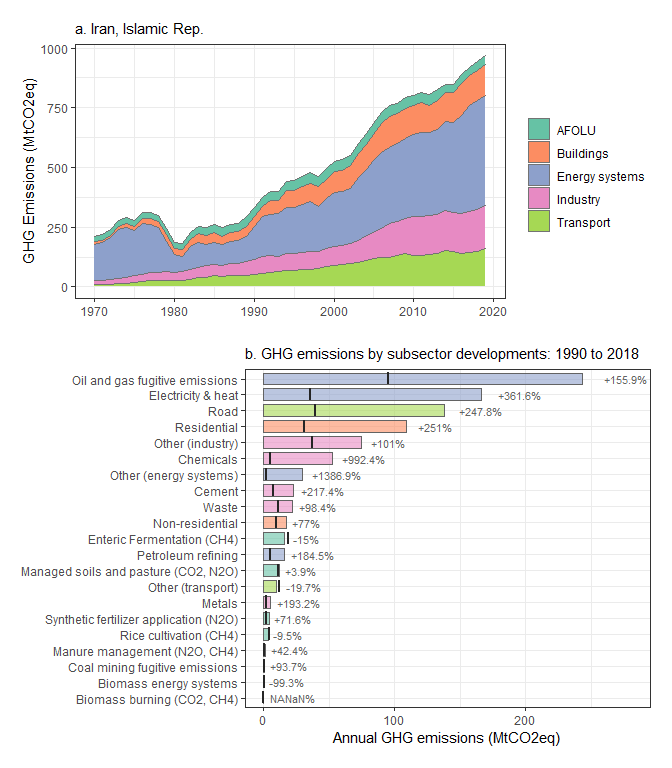 a. Iran, Islamic Rep.
GHG Emissions (MtCO2eq)
1000
750
500
250
0
1970
1980
1990
2000
2010
2020
AFOLU
Buildings
Energy systems
Industry
Transport
b. GHG emissions by subsector developments: 1990 to 2018
Oil and gas fugitive emissions +155.9%
Electricity & heat +361.6%
Road +247.8%
Residential +251%
Other (industry) +101%
Chemicals +992.4%
Other (energy systems) +1386.9%
Cement +217.4%
Waste +98.4%
Non-residential +77%
Enteric Fermentation (CH4) -15%
Petroleum refining +184.5%
Managed soils and pasture (CO2, N2O) +3.9%
Other (transport) -19.7%
Metals +193.2%
Synthetic fertilizer application (N2O) +71.6%
Rice cultivation (CH4) -9.5%
Manure management (N2O, CH4) +42.4%
Coal mining fugitive emissions +93.7%
Biomass energy systems -99.3%
Biomass burning (CO2, CH4) NANaN%
0
100
200
Annual GHG emissions (MtCO2eq)